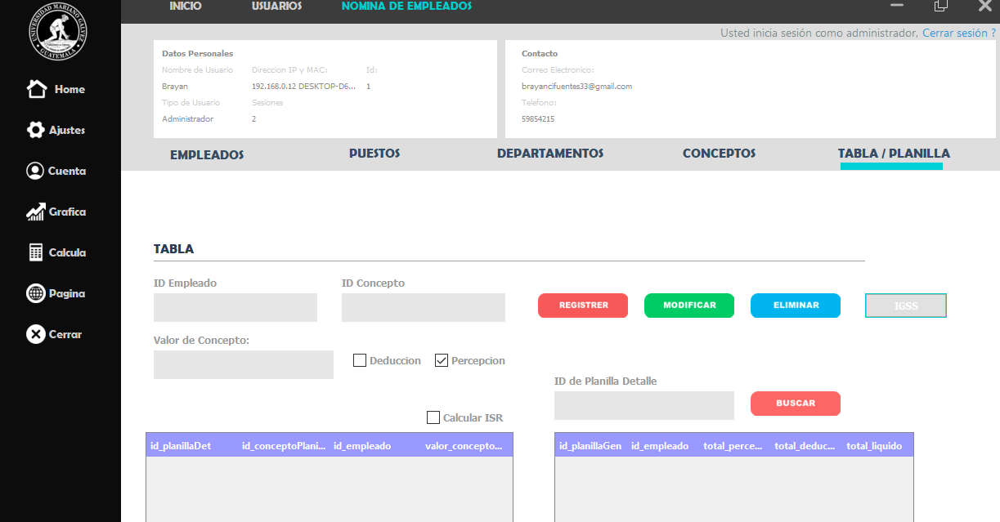 UNIVERSIDAD MARIANO GALVEZ
GUATEMALA
INICIO USUARIOS NOMINA DE EMPLEADOS
Usted inicia sesión como administrador, Cerrar sesión ?
Home
Ajustes
Cuenta
Grafica
Calcula
Pagina
Cerrar
Datos Personales
Nombre de Usuario Direccion IP y MAC: Id:
Brayan 192.168.0.12 DESKTOP-D6... 1
Tipo de Usuario Sesiones
Administrador 2
Contacto
Correo Electronico:
brayancifuentes33@gmail.com
Telefono:
59854215
EMPLEADOS PUESTOS DEPARTAMENTOS CONCEPTOS TABLA / PLANILLA
TABLA
ID Empleado ID Concepto
REGISTRER MODIFICAR ELIMINAR IGSS
Valor de Concepto:
Deduccion Percepcion
ID de Planilla Detalle
BUSCAR
Calcular ISR
id_planillaDet id_conceptoPlani... id_empleado valor_concepto...
id_planillaGen id_empleado total_perce... total_deduc... total_liquido